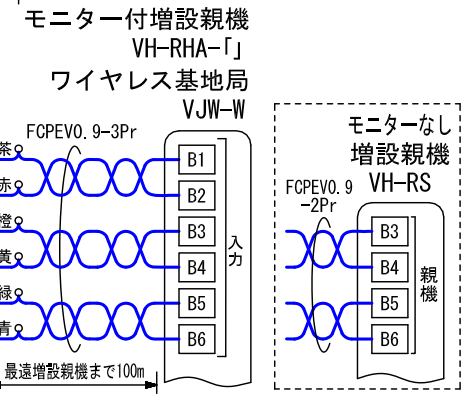 モニター付増設親機
VH-RHA-「」
ワイヤレス基地局
VJW-W
FCPEV0.9-3Pr
茶
赤
橙
黄
緑
青
B1
B2
B3
B4
B5
B6
入力
最遠増設親機まで100m
モニターなし
増設親機
VH-RS
FCPEV0.9
-2Pr
B3
B4
B5
B6
親機